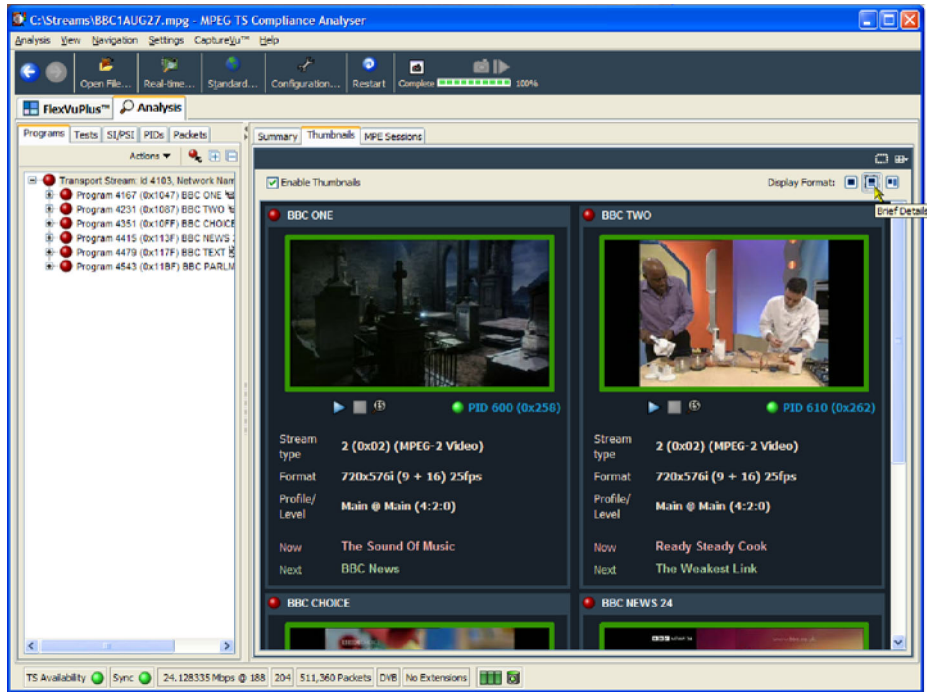 C:\Streams\BBC1AUG27.mpg - MPEG TS Compliance Analyser
Analysis View Navigation Settings CaptureVu™ Help
Open File... Real-time... Standard... Configuration... Restart Complete 100%
FlexVuPlus™ Analysis
Programs Tests SI/PSI PIDs Packets
Summary Thumbnails MPE Sessions
Actions
Transport Stream: Id 4103, Network Nam
Program 4167 (0x1047) BBC ONE
Program 4231 (0x1087) BBC TWO
Program 4351 (0x10FF) BBC CHOICE
Program 4415 (0x113F) BBC NEWS
Program 4479 (0x117F) BBC TEXT
Program 4543 (0x11BF) BBC PARLM
Enable Thumbnails
Display Format:
Brief Details
BBC ONE
PID 600 (0x258)
Stream type 2 (0x02) (MPEG-2 Video)
Format 720x576i (9 + 16) 25fps
Profile/ Level Main @ Main (4:2:0)
Now The Sound Of Music
Next BBC News
BBC TWO
PID 610 (0x262)
Stream type 2 (0x02) (MPEG-2 Video)
Format 720x576i (9 + 16) 25fps
Profile/ Level Main @ Main (4:2:0)
Now Ready Steady Cook
Next The Weakest Link
BBC CHOICE
BBC NEWS 24
TS Availability Sync 24.128335 Mbps @ 188 204 511,360 Packets DVB No Extensions